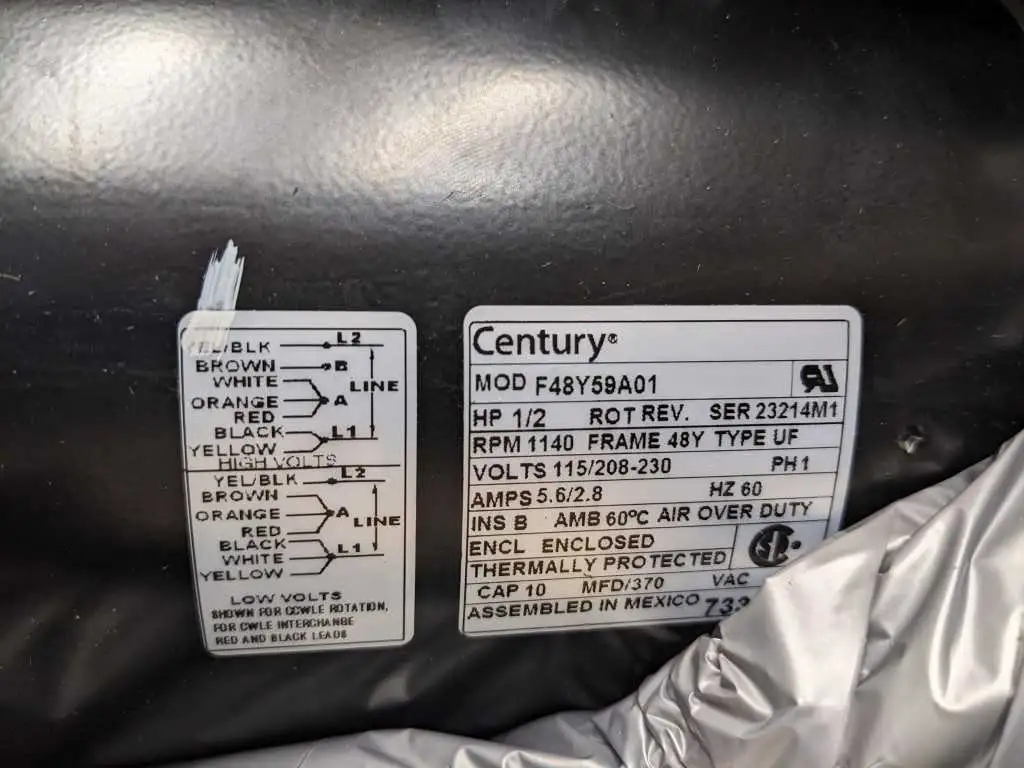 YEL/BLK L2
BROWN B
WHITE
LINE
ORANGE A
RED
BLACK L1
YELLOW
HIGH VOLTS
YEL/BLK L2
BROWN
ORANGE A
LINE
RED
BLACK
WHITE L1
YELLOW
LOW VOLTS
SHOWN FOR CCWLE ROTATION,
FOR CWLE INTERCHANGE
RED AND BLACK LEADS
Century®
MOD F48Y59A01
HP 1/2 ROT REV. SER 23214M1
RPM 1140 FRAME 48Y TYPE UF
VOLTS 115/208-230 PH 1
AMPS 5.6/2.8 HZ 60
INS B AMB 60°C AIR OVER DUTY
ENCL ENCLOSED
THERMALLY PROTECTED
CAP 10 MFD/370 VAC
ASSEMBLED IN MEXICO 733